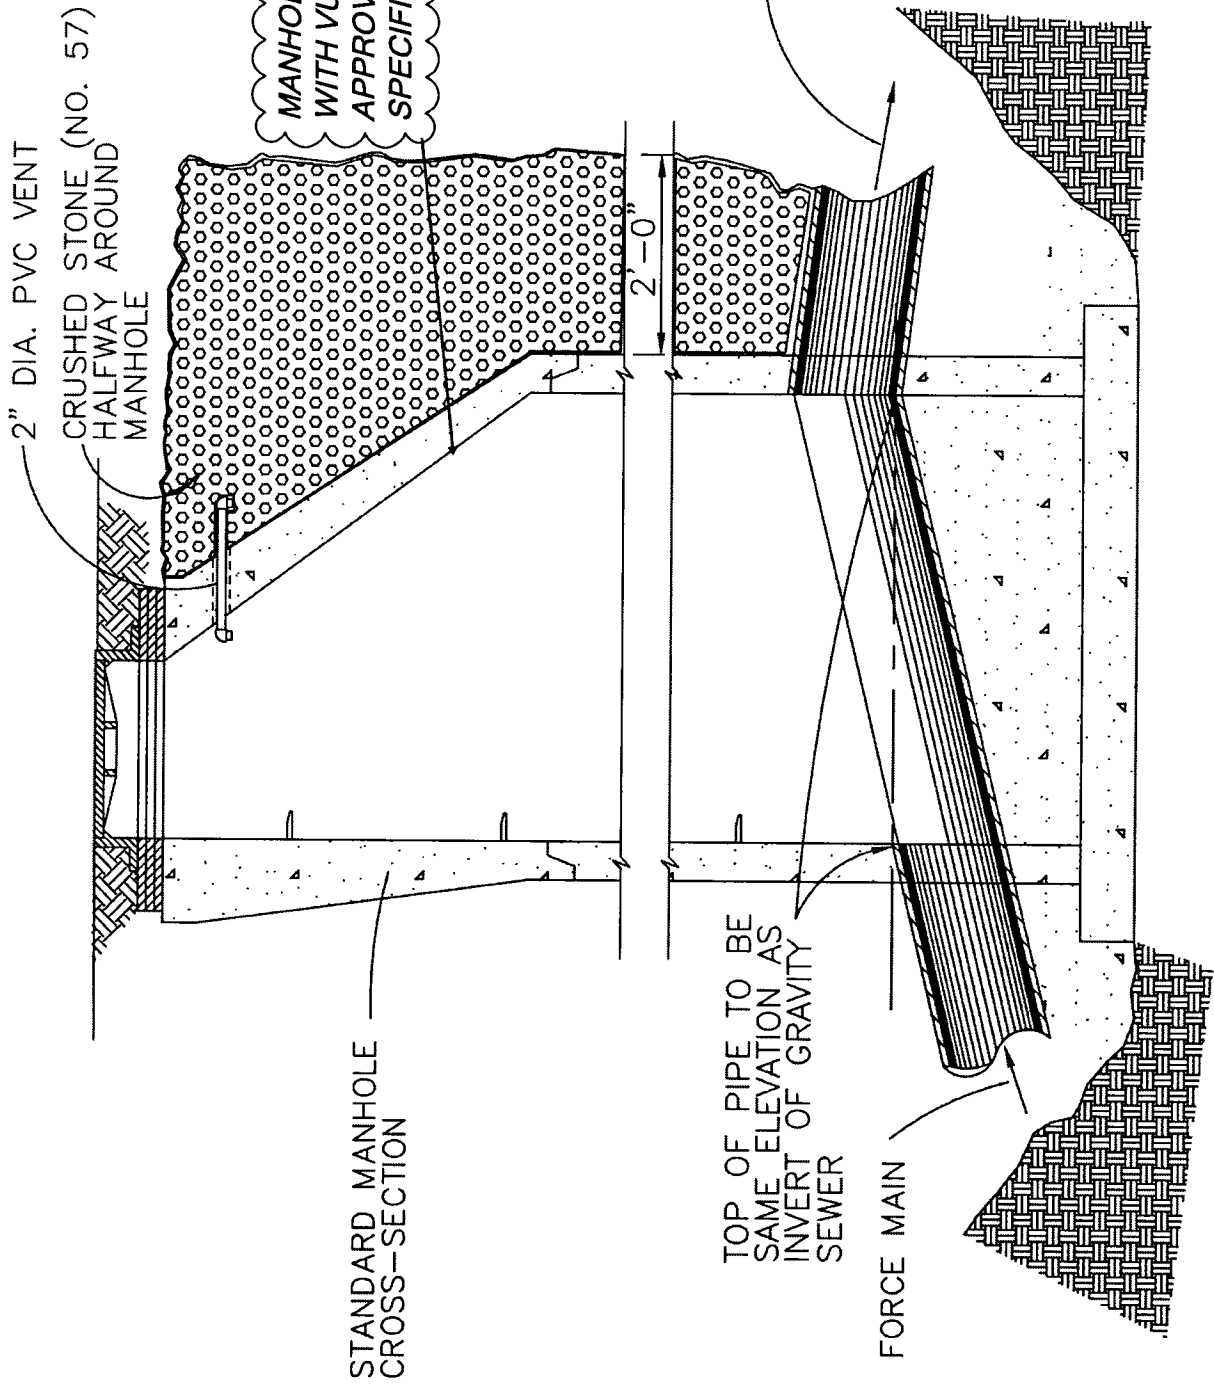 2" DIA. PVC VENT
CRUSHED STONE (NO. 57)
HALFWAY AROUND
MANHOLE
WITH
2'-0"
STANDARD MANHOLE
CROSS-SECTION
TOP OF PIPE TO BE
SAME ELEVATION AS
INVERT OF GRAVITY
SEWER
FORCE MAIN